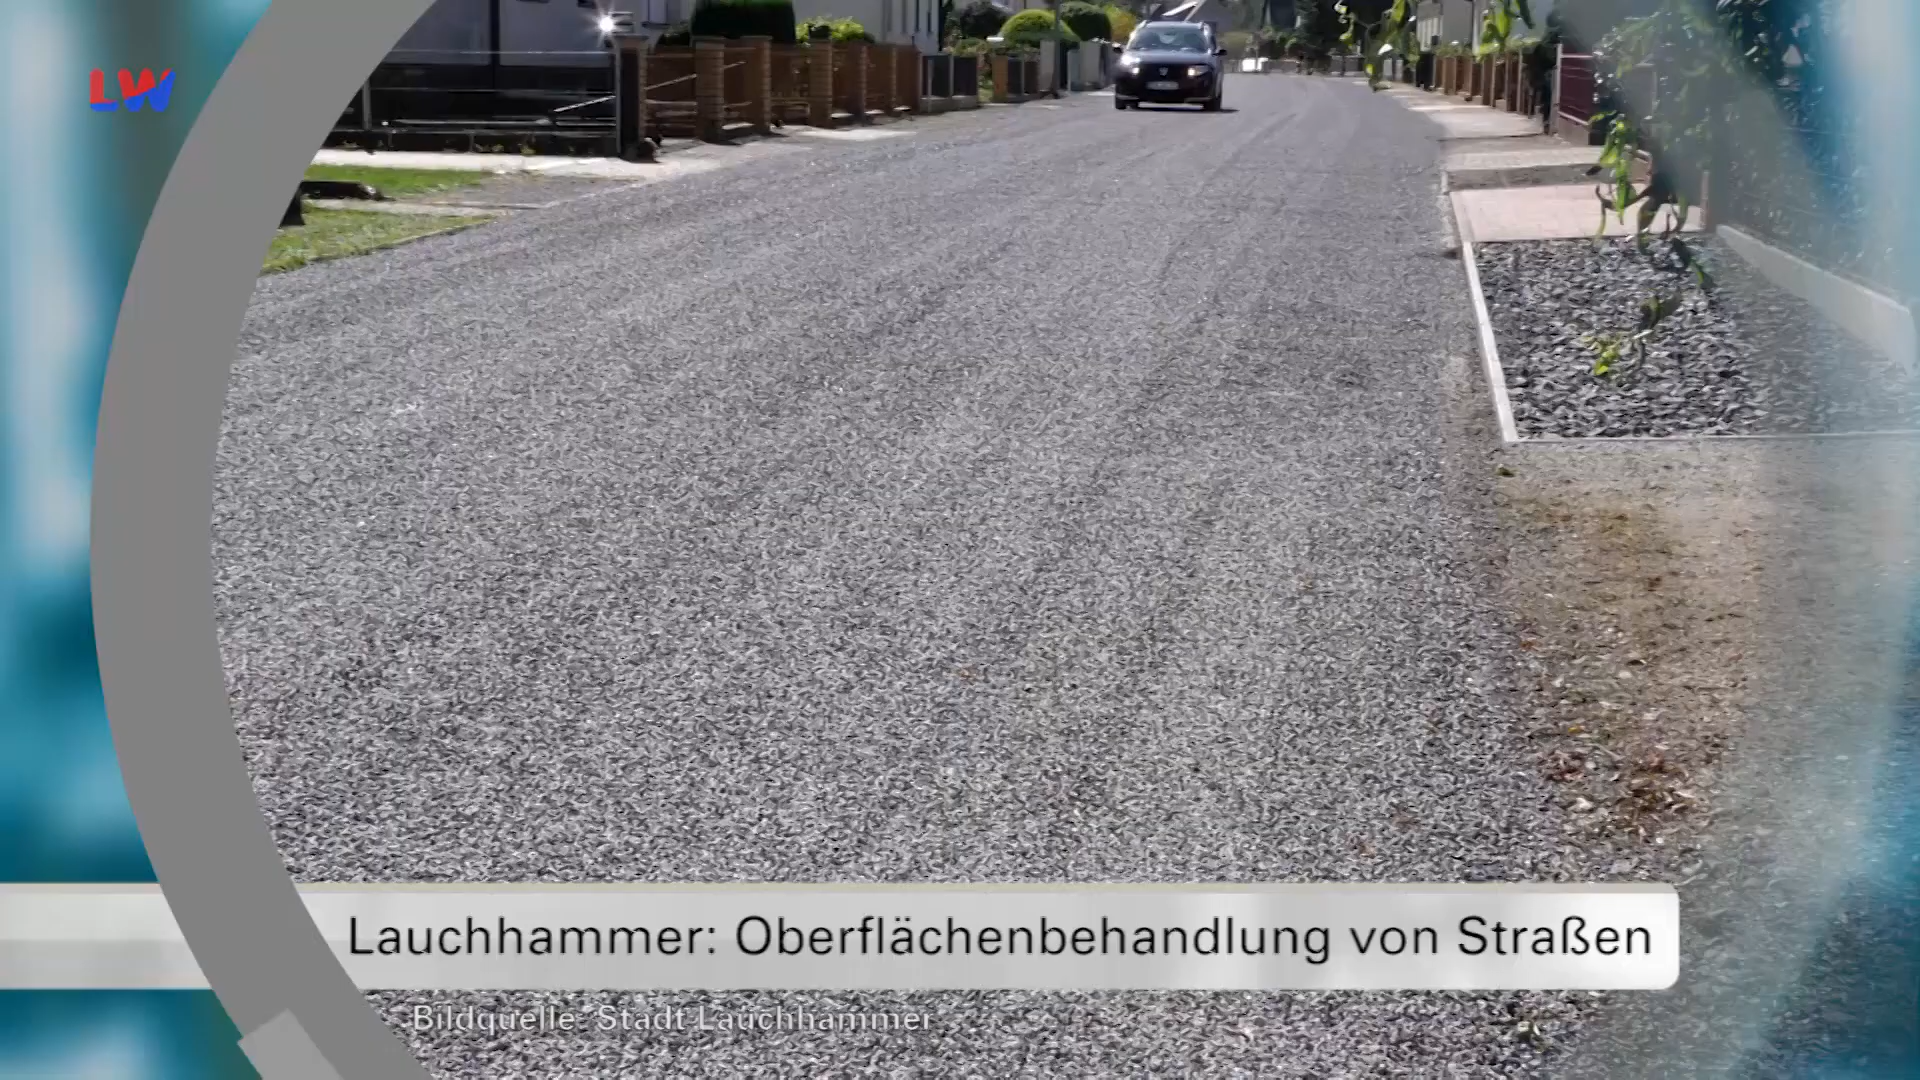 LW
Lauchhammer: Oberflächenbehandlung von Straßen
Bildquelle: Stadt Lauchhammer